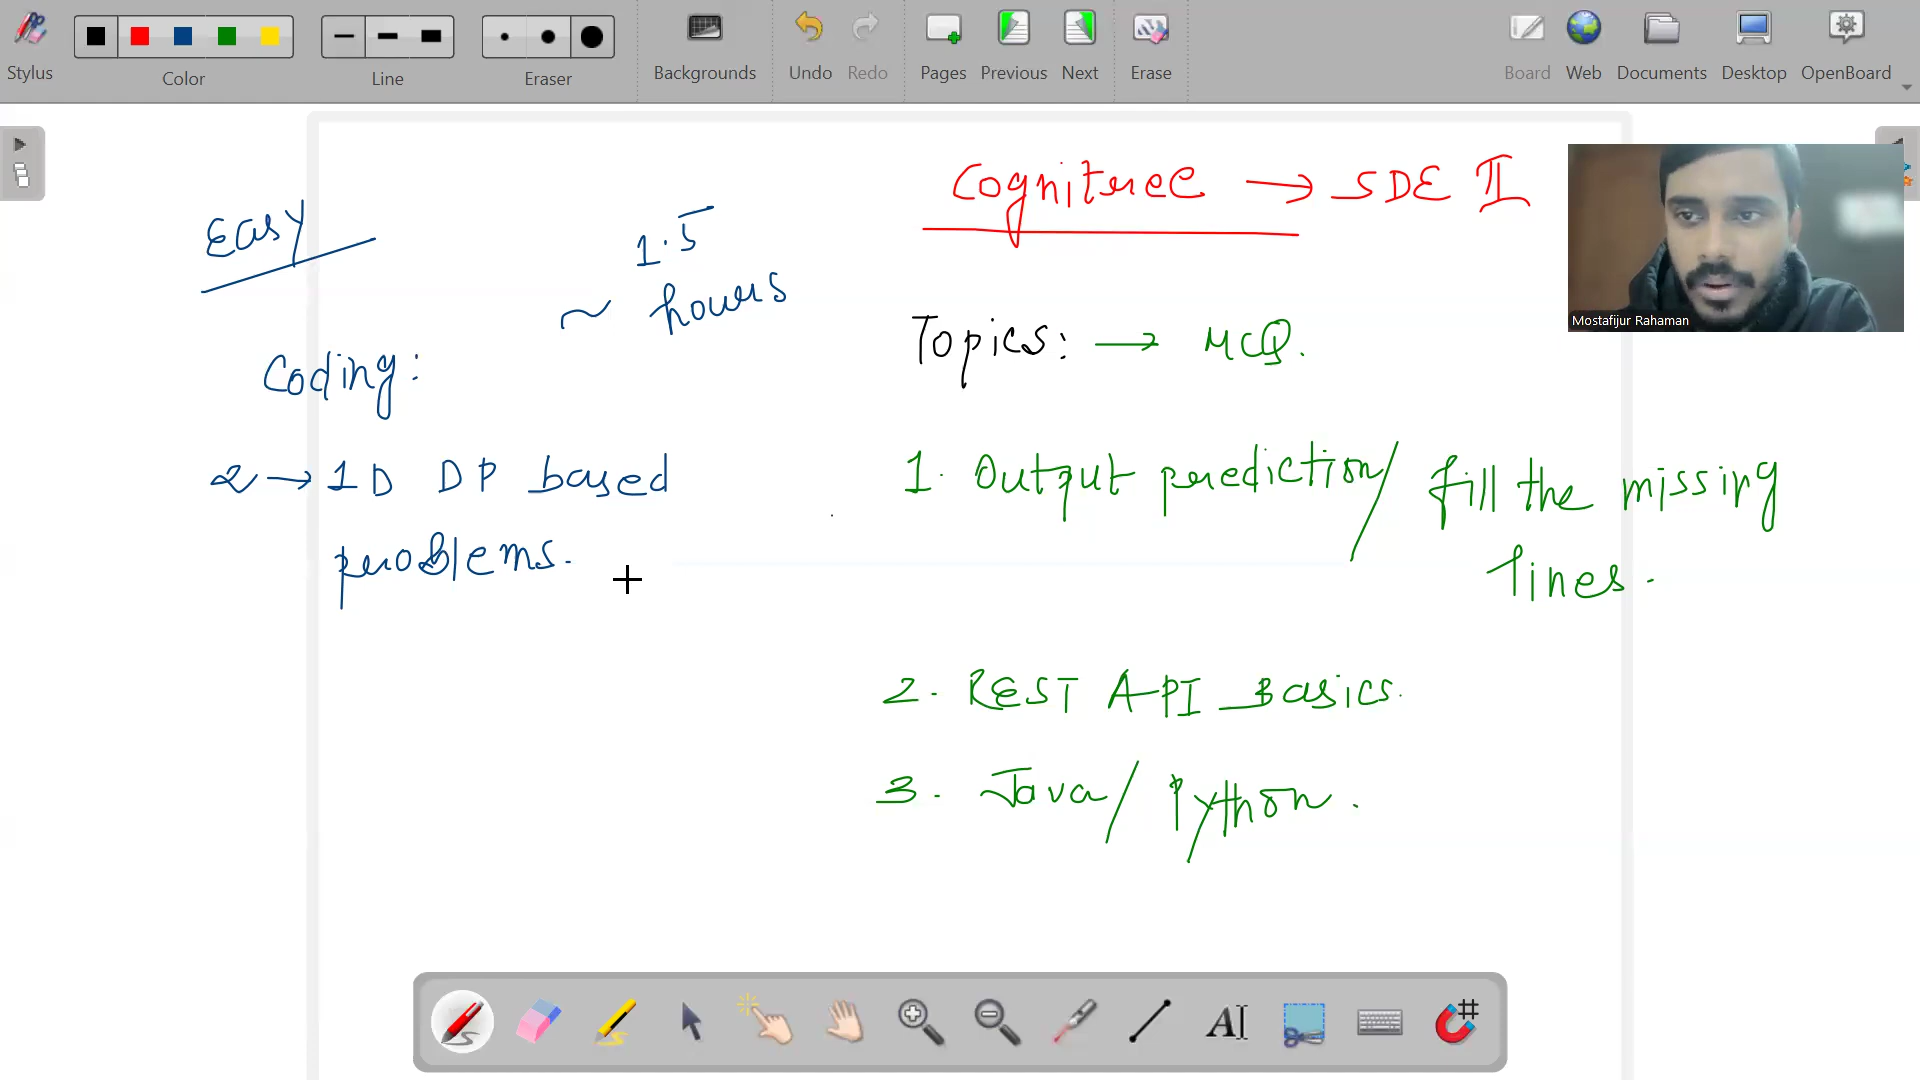 Stylus
Color
Line
Eraser
Backgrounds
Undo
Redo
Pages
Previous
Next
Erase
Board
Web
Documents
Desktop
OpenBoard
Cognitree → SDE II
Easy
1.5
~ hours
Mostafijur Rahaman
Topics: → MCQ.
Coding:
2 → 1D DP based
problems.
1. Output prediction/ fill the missing
lines.
2. REST API Basics.
3. Java/ Python.